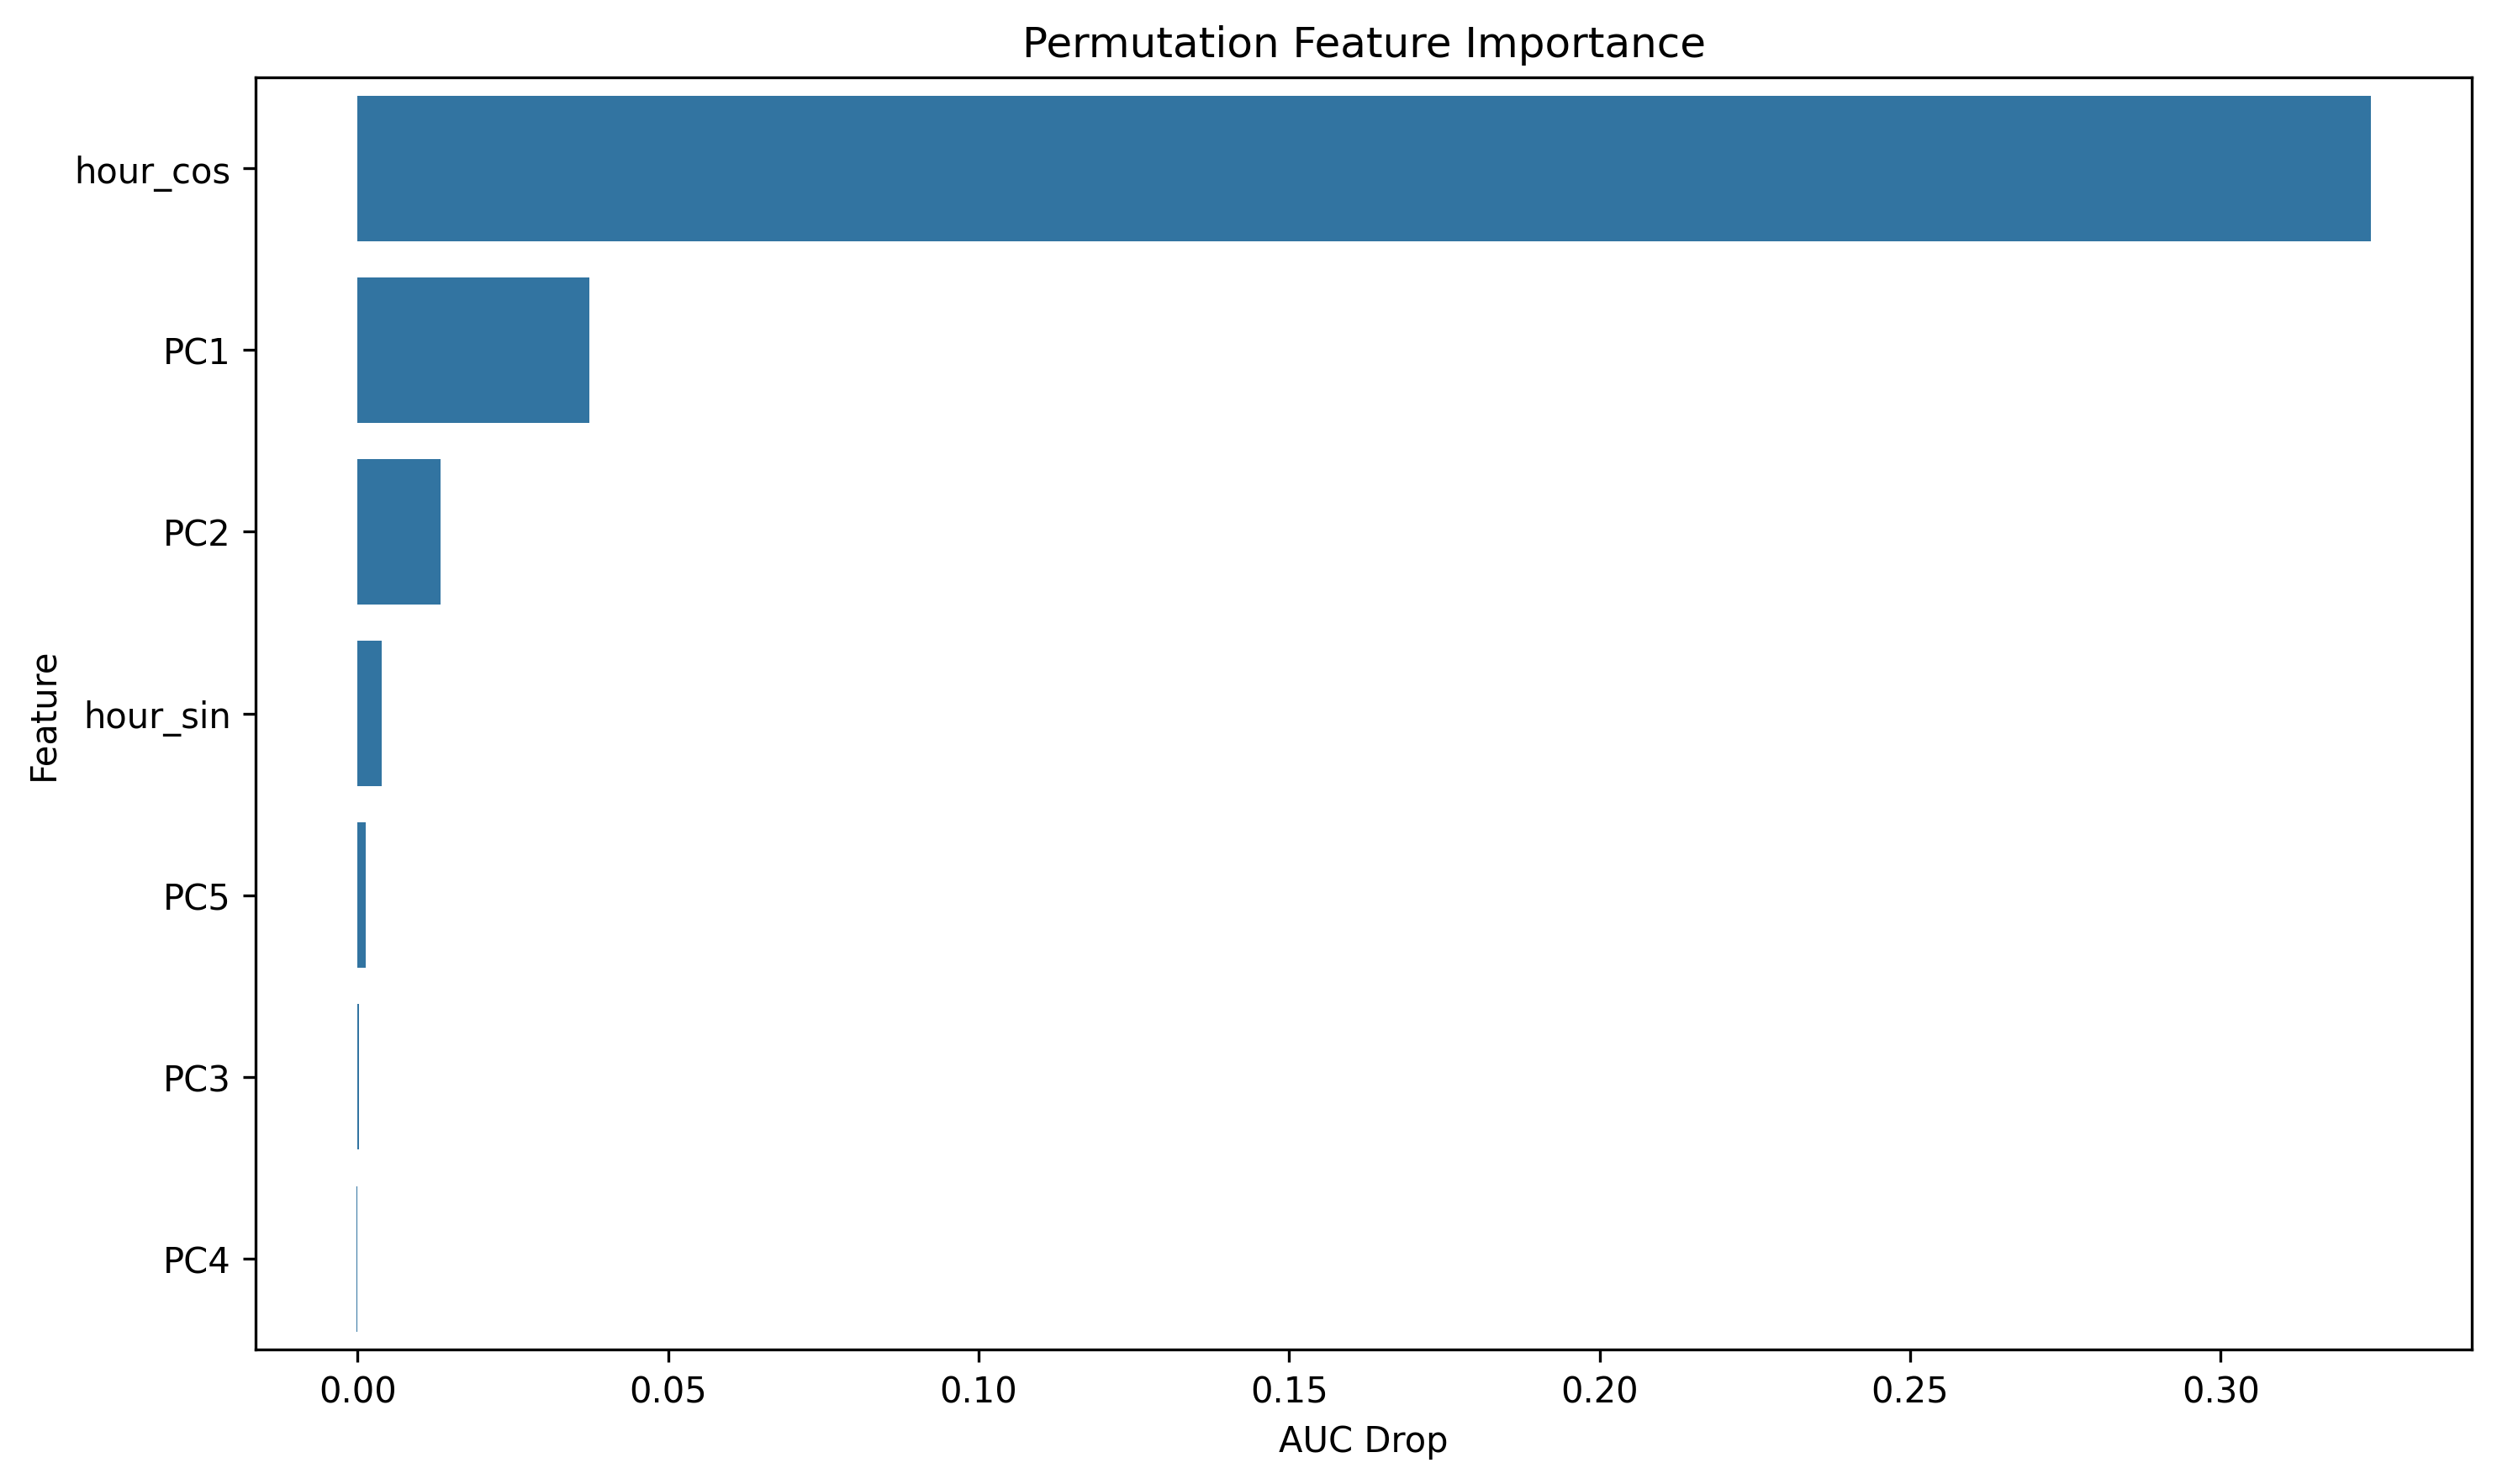 Permutation Feature Importance
Feature
hour_cos
PC1
PC2
hour_sin
PC5
PC3
PC4
0.00 0.05 0.10 0.15 0.20 0.25 0.30
AUC Drop